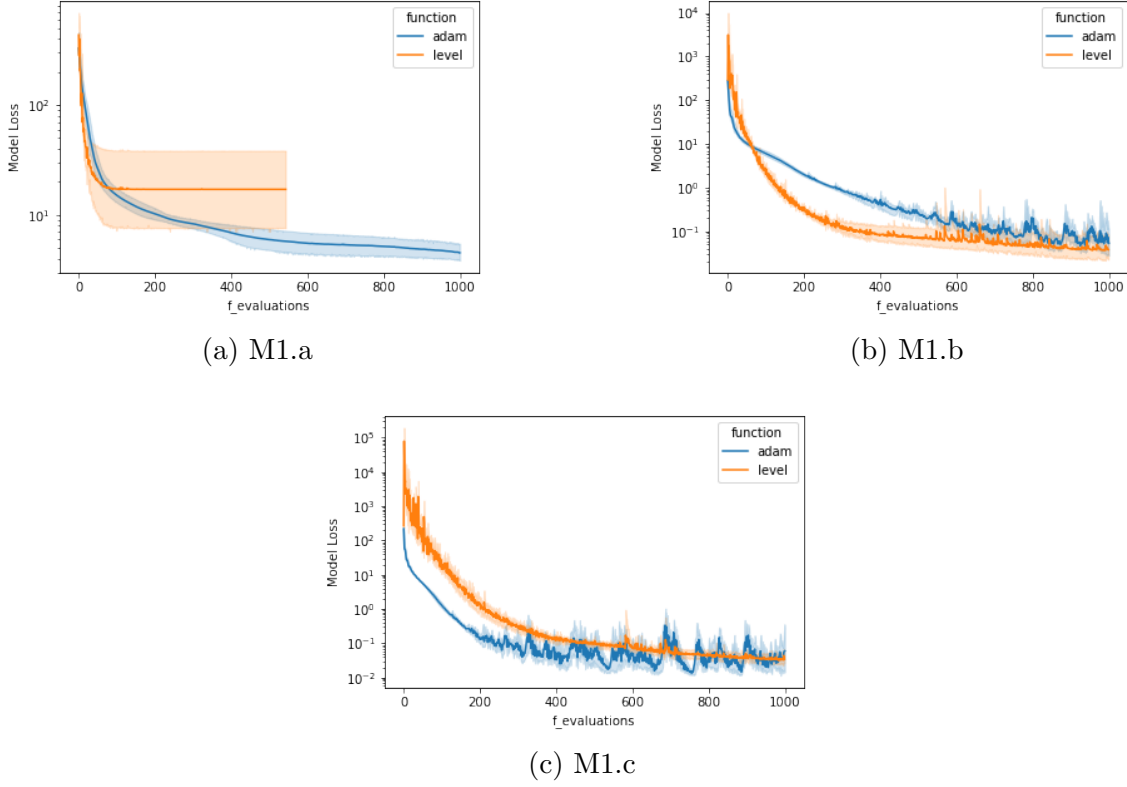 function
adam
level
10²
10¹
Model Loss
0
200
400
600
800
1000
f_evaluations
(a) M1.a
function
adam
level
10⁴
10³
10²
10¹
10⁰
10⁻¹
Model Loss
0
200
400
600
800
1000
f_evaluations
(b) M1.b
function
adam
level
10⁵
10⁴
10³
10²
10¹
10⁰
10⁻¹
10⁻²
Model Loss
0
200
400
600
800
1000
f_evaluations
(c) M1.c